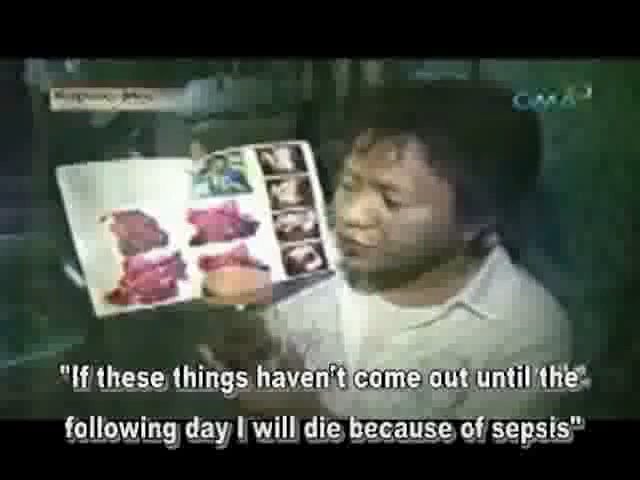 GMA
"If these things haven't come out until the
following day I will die because of sepsis"